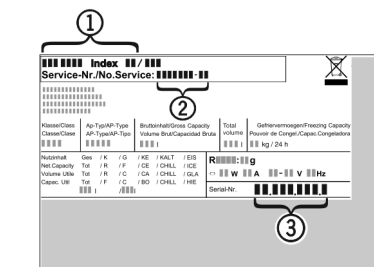 ①
Index /
Service-Nr./No.Service: -
②
Klasse/Class Ap-Typ/AP-Type Bruttoinhalt/Gross Capacity Total Gefriervermoegen/Freezing Capacity
Classe/Clase AP-Type/AP-Tipo Volume Brut/Capacidad Bruta volume Pouvoir de Congel./Capac.Congeladora
l l kg / 24 h
Nutzinhalt Ges / K / G / KE / KALT / EIS R : g
Net.Capacity Tot / R / F / CE / CHILL / ICE
Volume Utile Tot / R / C / CA / CHILL / GLA W A - V Hz
Capac. Util Tot / F / C / BO / CHILL / HIE
l / l Serial-Nr. , , ,
③